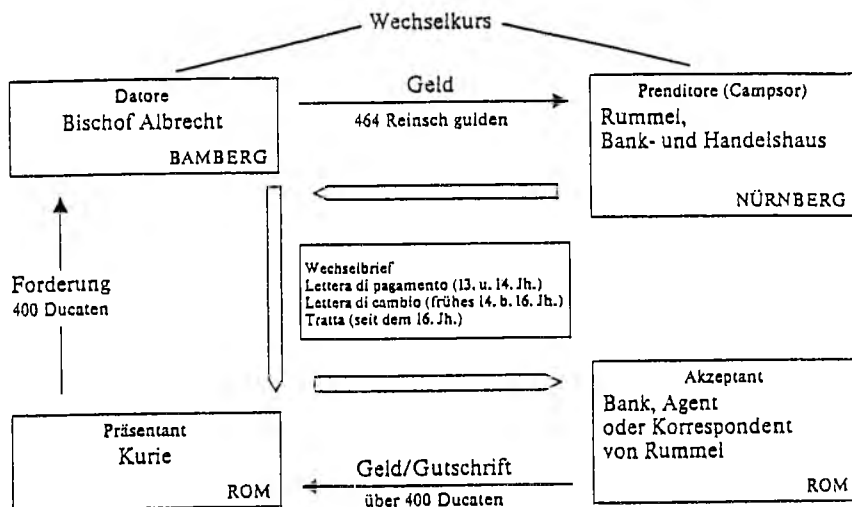 Wechselkurs
Datore
Bischof Albrecht
BAMBERG
Geld
464 Reinsch gulden
Prenditore (Campsor)
Rummel,
Bank- und Handelshaus
NÜRNBERG
Forderung
400 Ducaten
Wechselbrief
Lettera di pagamento (13. u. 14. Jh.)
Lettera di cambio (frühes 14. b. 16. Jh.)
Tratta (seit dem 16. Jh.)
Präsentant
Kurie
ROM
Geld/Gutschrift
über 400 Ducaten
Akzeptant
Bank, Agent
oder Korrespondent
von Rummel
ROM